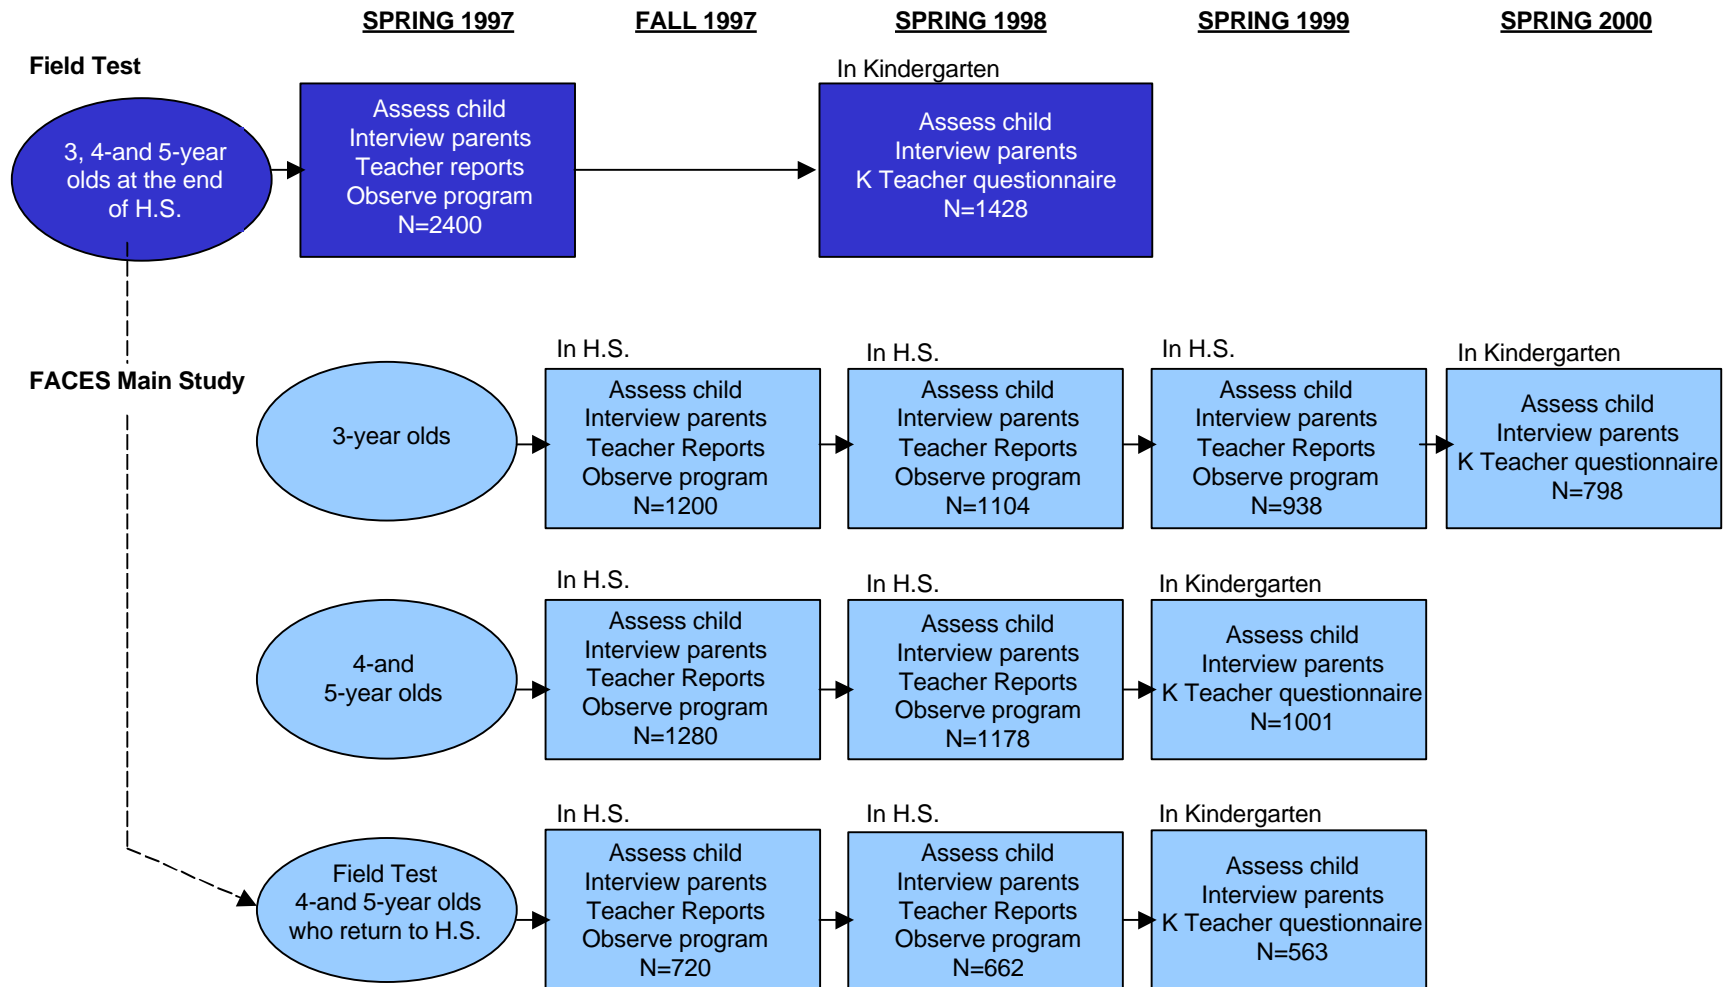 SPRING 1997
FALL 1997
SPRING 1998
SPRING 1999
SPRING 2000
Field Test
3, 4-and 5-year
olds at the end
of H.S.
Assess child
Interview parents
Teacher reports
Observe program
N=2400
In Kindergarten
Assess child
Interview parents
K Teacher questionnaire
N=1428
FACES Main Study
3-year olds
In H.S.
Assess child
Interview parents
Teacher Reports
Observe program
N=1200
In H.S.
Assess child
Interview parents
Teacher Reports
Observe program
N=1104
In H.S.
Assess child
Interview parents
Teacher Reports
Observe program
N=938
In Kindergarten
Assess child
Interview parents
K Teacher questionnaire
N=798
4-and
5-year olds
In H.S.
Assess child
Interview parents
Teacher Reports
Observe program
N=1280
In H.S.
Assess child
Interview parents
Teacher Reports
Observe program
N=1178
In Kindergarten
Assess child
Interview parents
K Teacher questionnaire
N=1001
Field Test
4-and 5-year olds
who return to H.S.
In H.S.
Assess child
Interview parents
Teacher Reports
Observe program
N=720
In H.S.
Assess child
Interview parents
Teacher Reports
Observe program
N=662
In Kindergarten
Assess child
Interview parents
K Teacher questionnaire
N=563